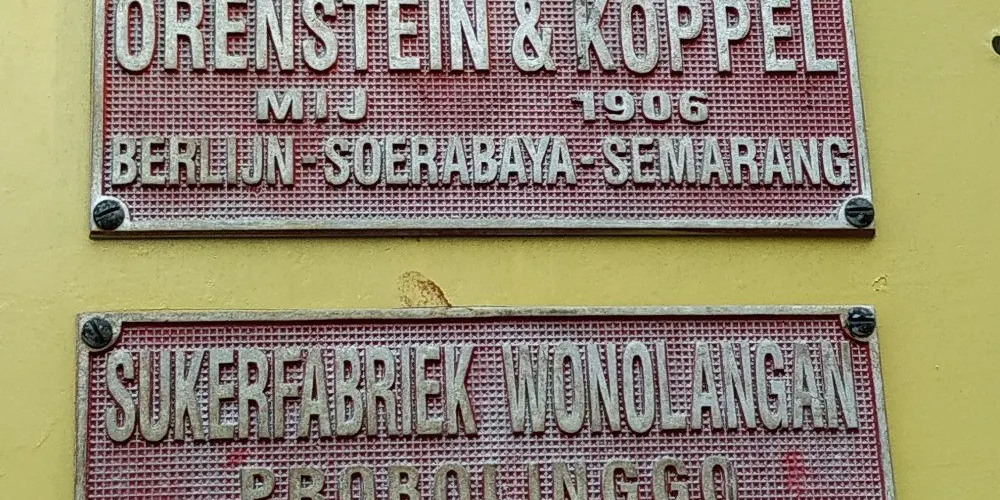 ORENSTEIN & KOPPEL
MIJ 1906
BERLIJN-SOERABAYA-SEMARANG
SUKERFABRIEK WONOLANGAN
PROBOLINGGO